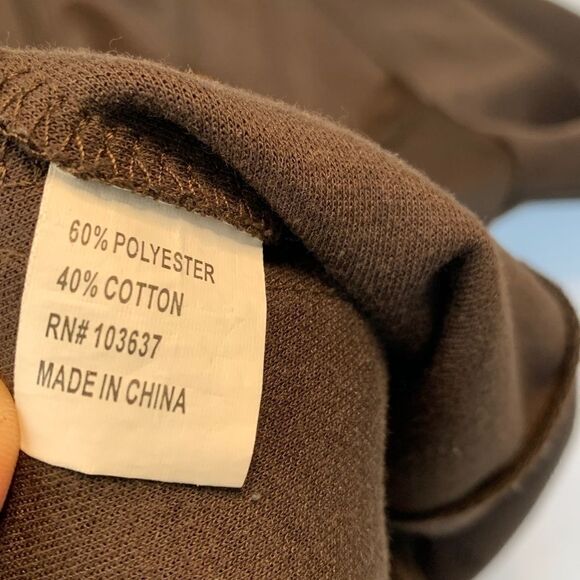 60% POLYESTER
40% COTTON
RN# 103637
MADE IN CHINA